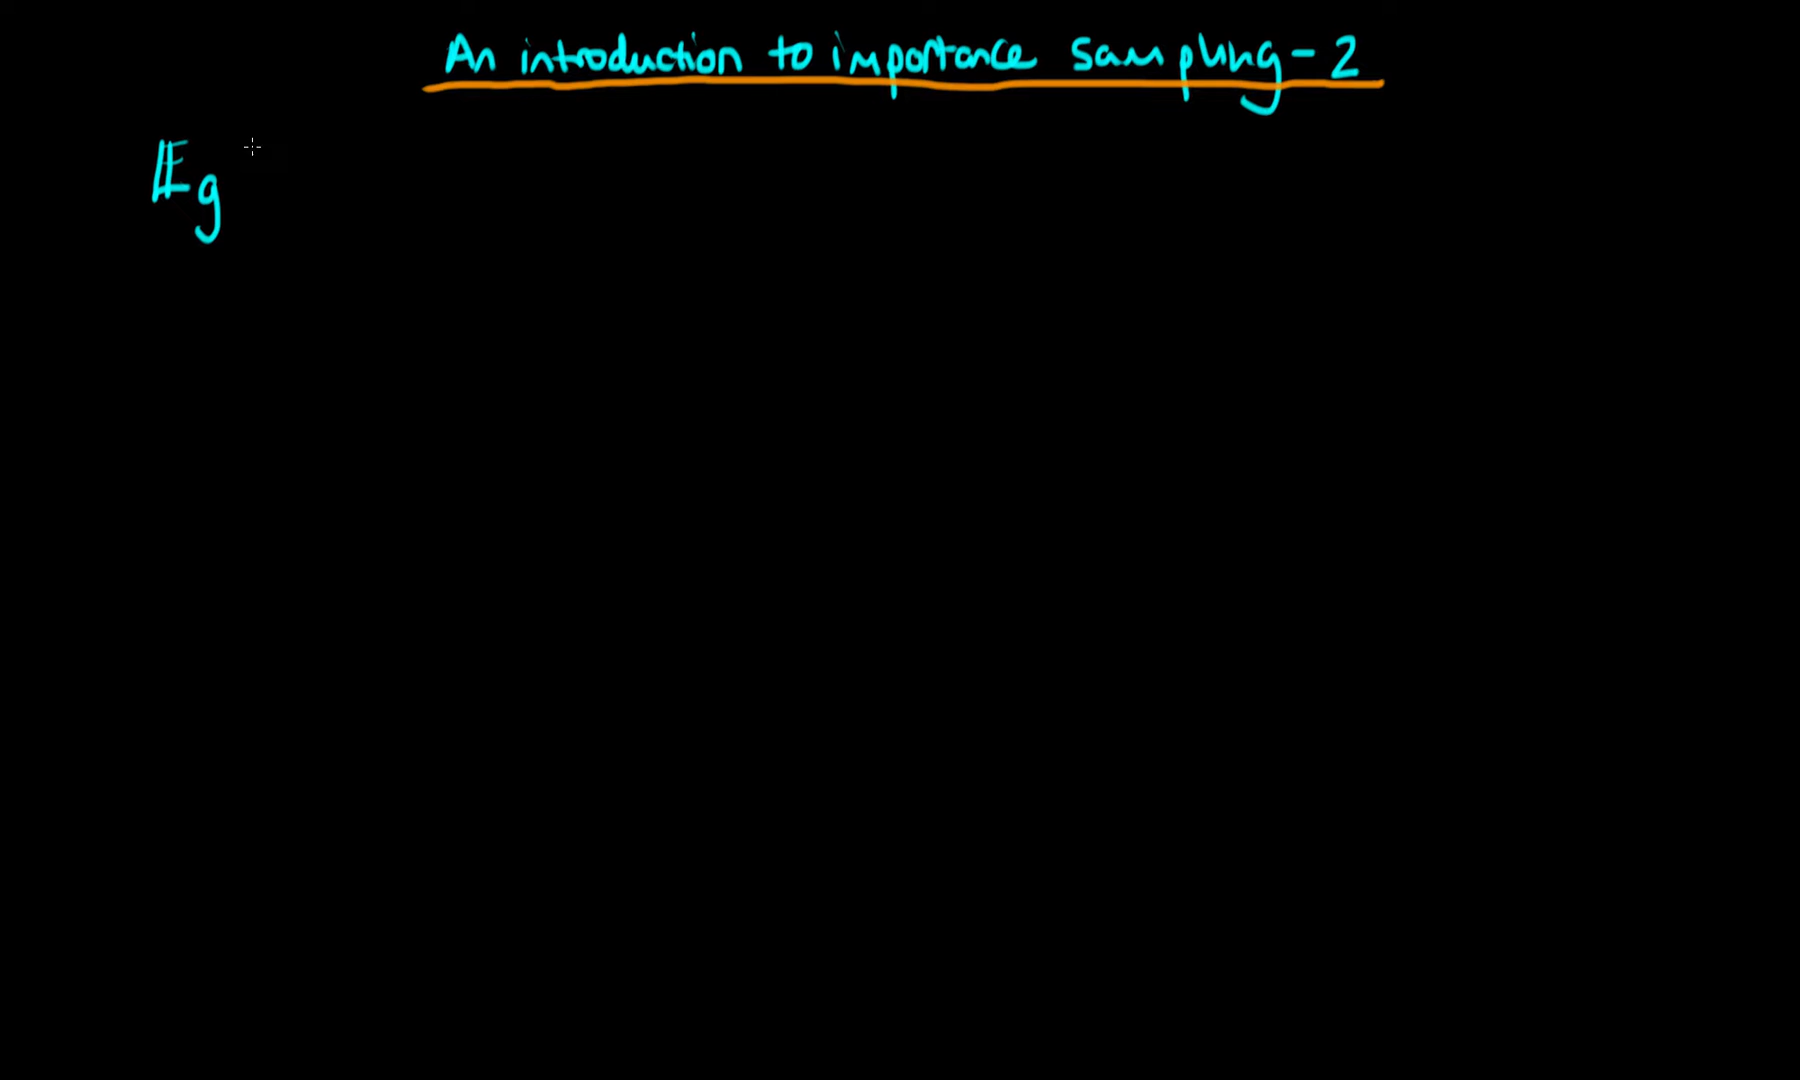 An introduction to importance sampling - 2
𝔼g